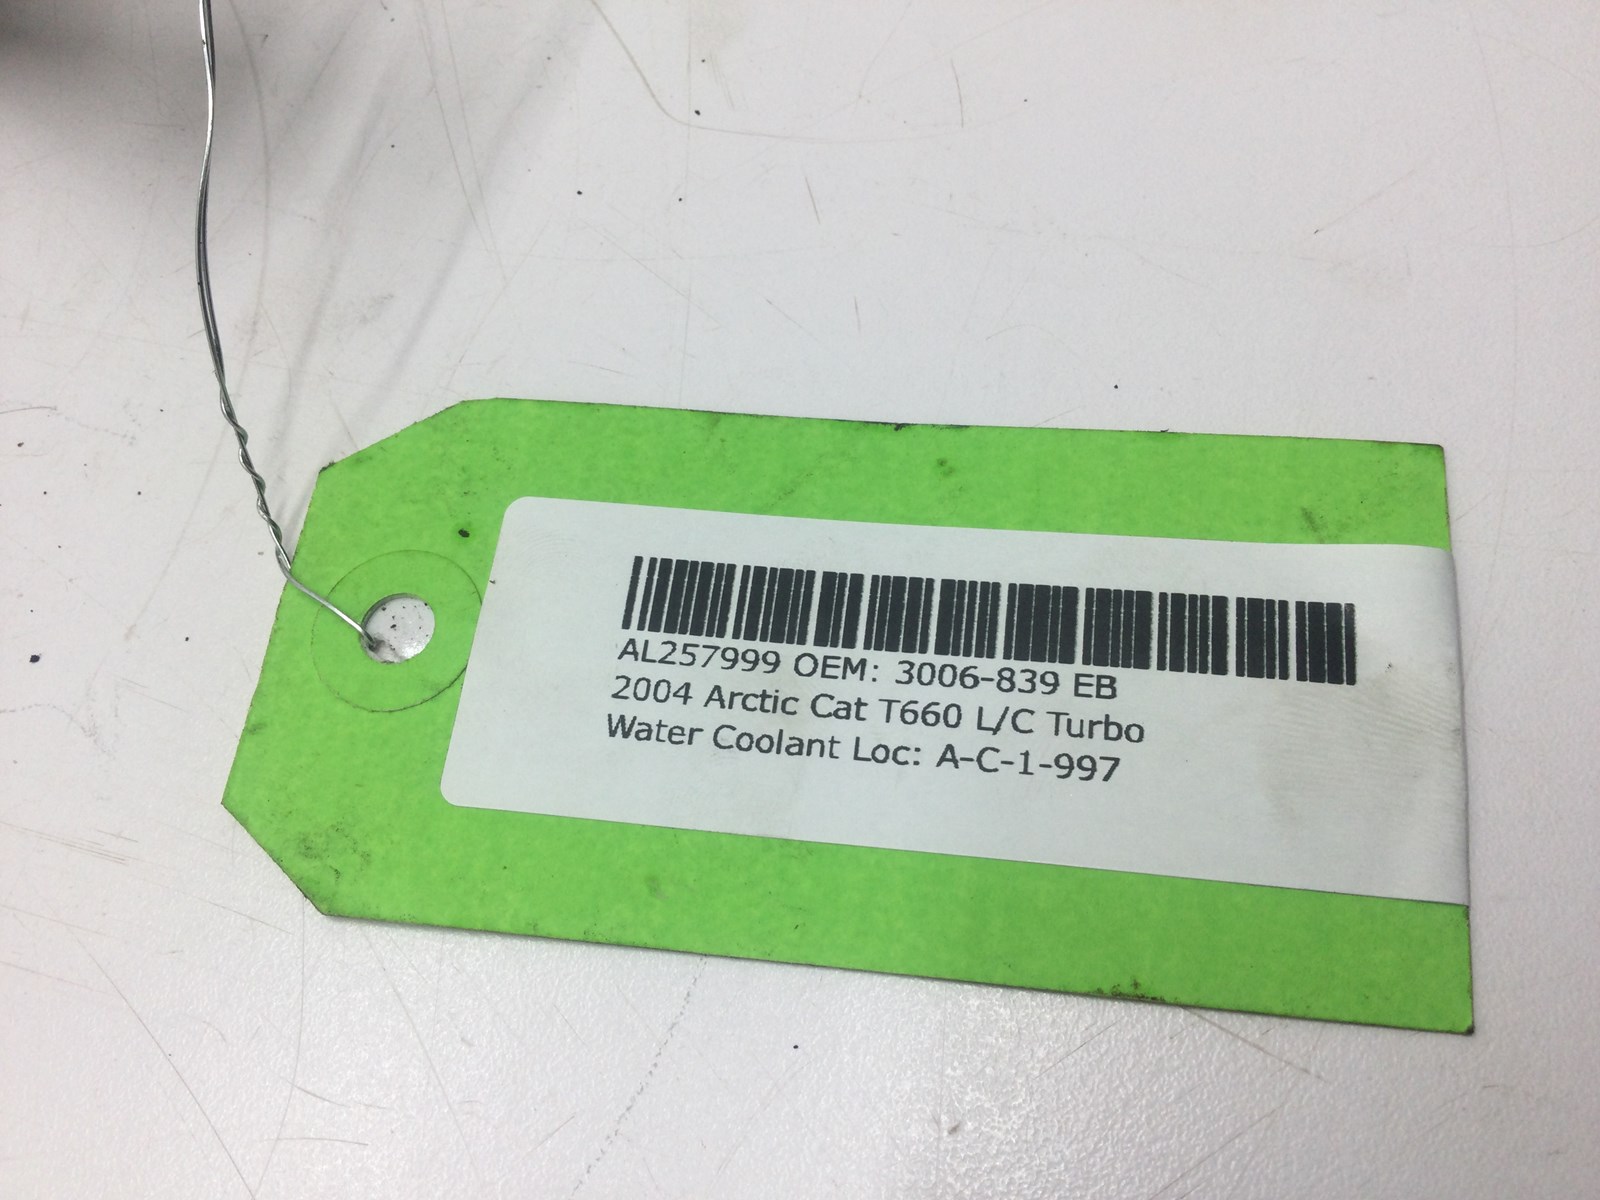 AL257999 OEM: 3006-839 EB
2004 Arctic Cat T660 L/C Turbo
Water Coolant Loc: A-C-1-997